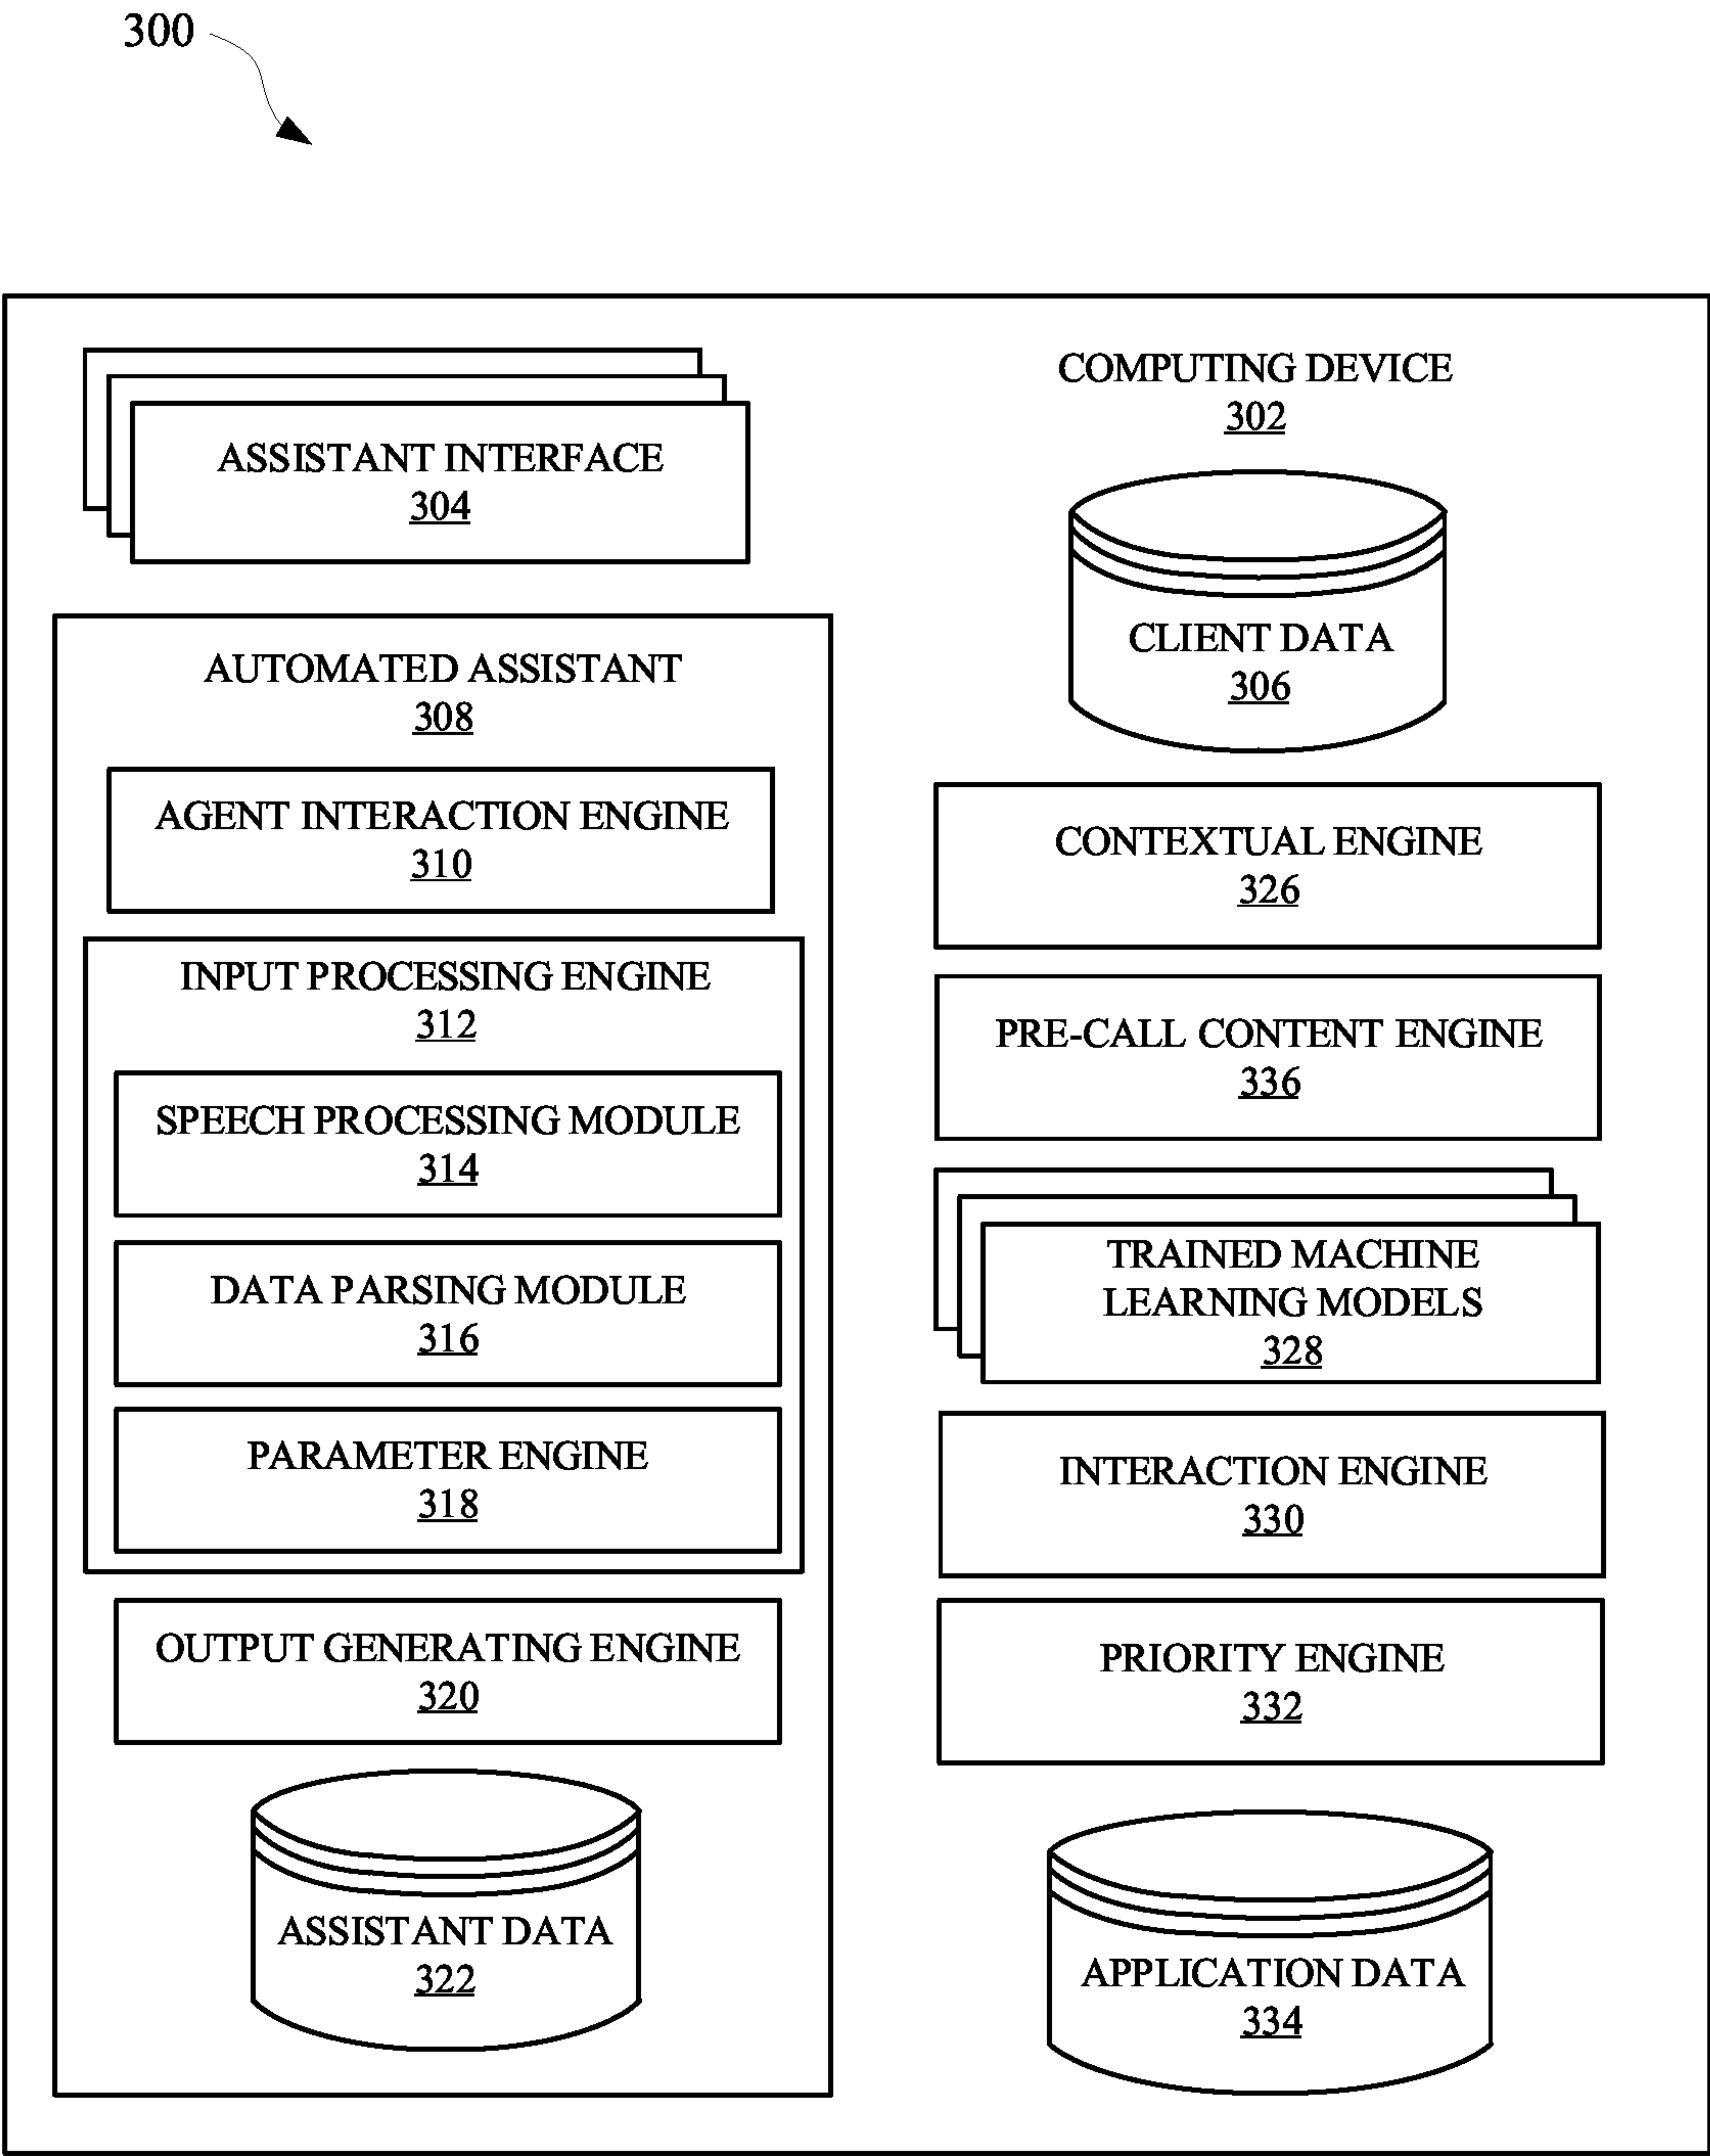 300
ASSISTANT INTERFACE
304
AUTOMATED ASSISTANT
308
AGENT INTERACTION ENGINE
310
INPUT PROCESSING ENGINE
312
SPEECH PROCESSING MODULE
314
DATA PARSING MODULE
316
PARAMETER ENGINE
318
OUTPUT GENERATING ENGINE
320
ASSISTANT DATA
322
COMPUTING DEVICE
302
CLIENT DATA
306
CONTEXTUAL ENGINE
326
PRE-CALL CONTENT ENGINE
336
TRAINED MACHINE
LEARNING MODELS
328
INTERACTION ENGINE
330
PRIORITY ENGINE
332
APPLICATION DATA
334